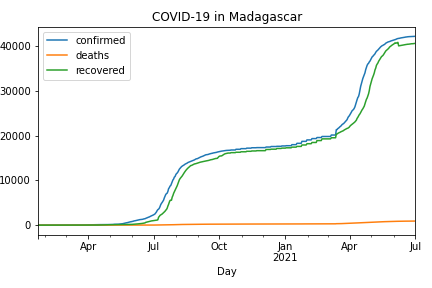 COVID-19 in Madagascar
confirmed
deaths
recovered
40000
30000
20000
10000
0
Apr Jul Oct Jan Apr Jul
2021
Day